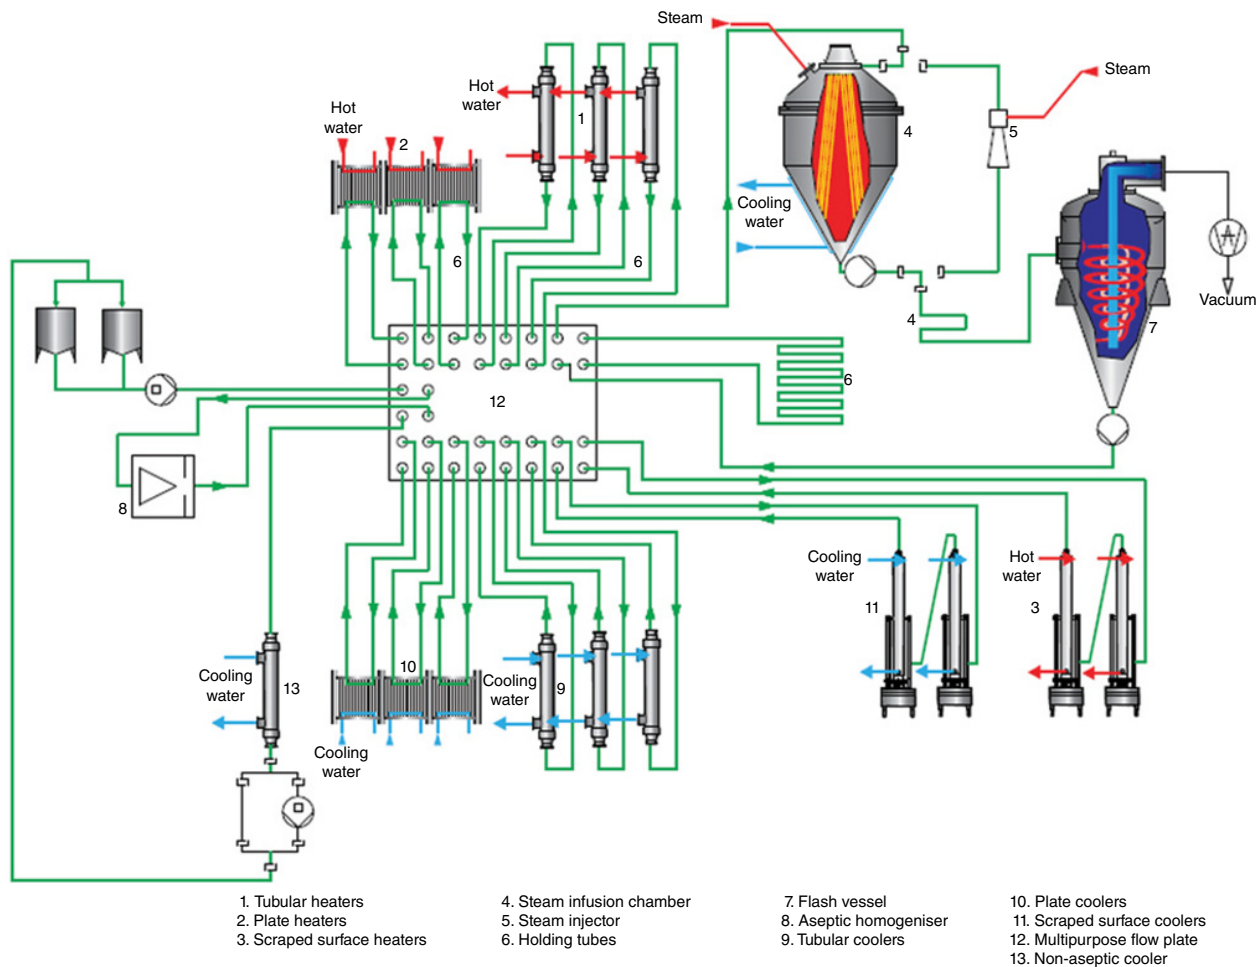 Steam
Steam
Hot
water
1
Hot
water
2
4
5
Cooling
water
6
6
Vacuum
4
7
6
12
8
Cooling
water
Hot
water
11
3
10
Cooling
water
13
Cooling
water
9
Cooling
water
1. Tubular heaters
2. Plate heaters
3. Scraped surface heaters
4. Steam infusion chamber
5. Steam injector
6. Holding tubes
7. Flash vessel
8. Aseptic homogeniser
9. Tubular coolers
10. Plate coolers
11. Scraped surface coolers
12. Multipurpose flow plate
13. Non-aseptic cooler